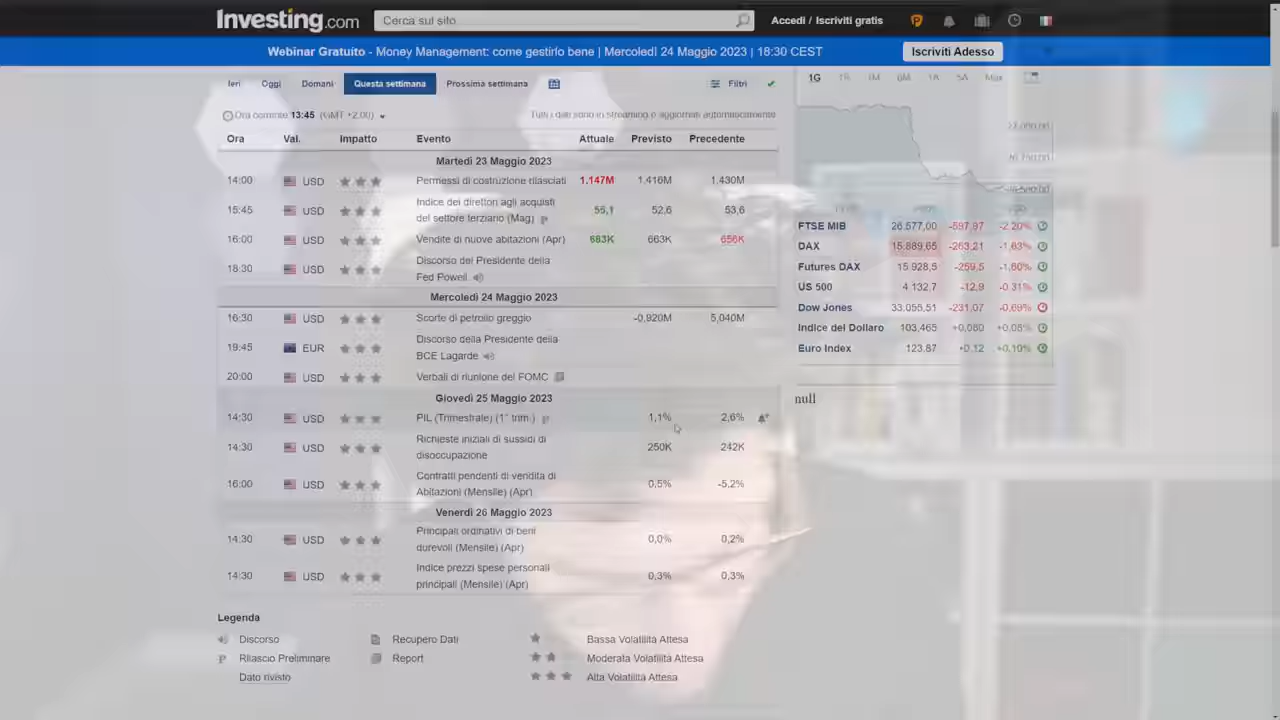 Investing.com
Cerca sul sito
Accedi / Iscriviti gratis
Webinar Gratuito - Money Management: come gestirlo bene | Mercoledì 24 Maggio 2023 | 18:30 CEST
Iscriviti Adesso
Ieri Oggi Domani Questa settimana Prossima settimana Filtri
1G 1S 1M 6M 1A 5A Max
Ora corrente 13:45 (GMT +2:00)
Tutti i dati sono in streaming e aggiornati automaticamente
Ora Val. Impatto Evento Attuale Previsto Precedente
Martedì 23 Maggio 2023
14:00 USD Permessi di costruzione rilasciati 1.147M 1.416M 1.430M
15:45 USD Indice dei direttori agli acquisti
del settore terziario (Mag) 55,1 52,6 53,6
16:00 USD Vendite di nuove abitazioni (Apr) 683K 663K 656K
18:30 USD Discorso del Presidente della
Fed Powell
Mercoledì 24 Maggio 2023
16:30 USD Scorte di petrolio greggio -0,920M 5,040M
19:45 EUR Discorso della Presidente della
BCE Lagarde
20:00 USD Verbali di riunione del FOMC
Giovedì 25 Maggio 2023
14:30 USD PIL (Trimestrale) (1° trim.) P 1,1% 2,6%
14:30 USD Richieste iniziali di sussidi di
disoccupazione 250K 242K
16:00 USD Contratti pendenti di vendita di
Abitazioni (Mensile) (Apr) 0,5% -5,2%
Venerdì 26 Maggio 2023
14:30 USD Principali ordinativi di beni
durevoli (Mensile) (Apr) 0,0% 0,2%
14:30 USD Indice prezzi spese personali
principali (Mensile) (Apr) 0,3% 0,3%
Legenda
Discorso Recupero Dati Bassa Volatilità Attesa
P Rilascio Preliminare Report Moderata Volatilità Attesa
Dato rivisto Alta Volatilità Attesa
27.000,00
FTSE MIB 26.577,00 -597,97 -2,20%
DAX 15.889,65 -263,21 -1,63%
Futures DAX 15.928,5 -259,5 -1,60%
US 500 4.132,7 -12,9 -0,31%
Dow Jones 33.055,51 -231,07 -0,69%
Indice del Dollaro 103,465 +0,080 +0,08%
Euro Index 123,87 +0,12 +0,10%
null